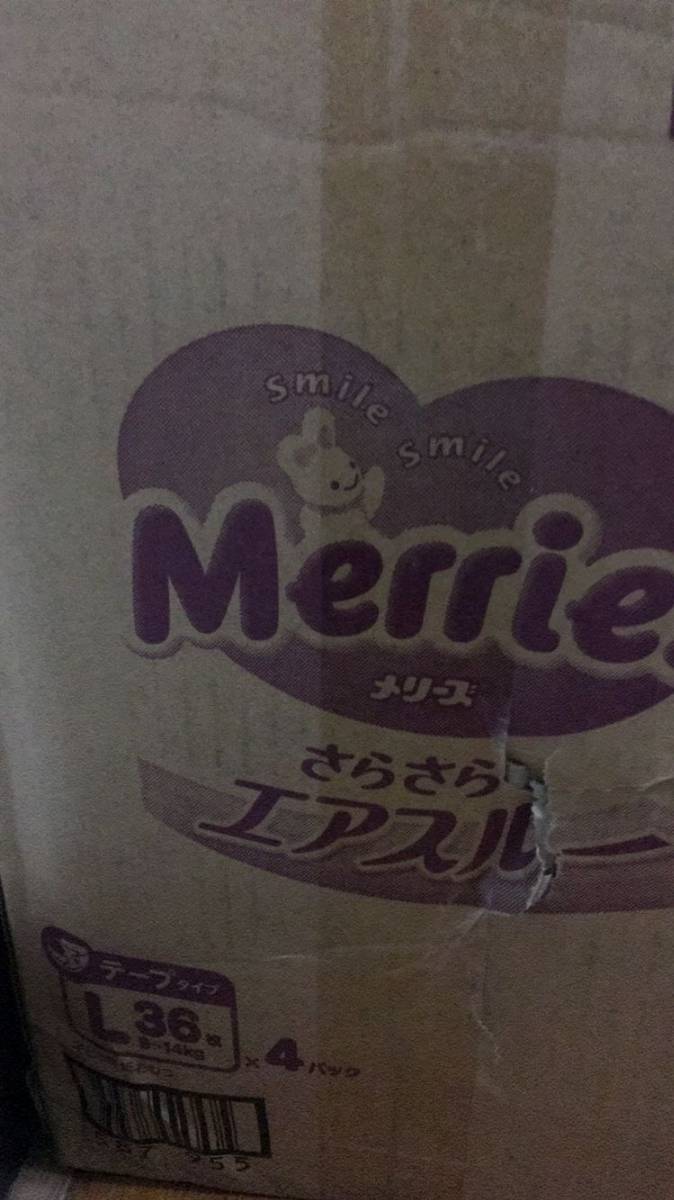 smile
smile
Merries
メリーズ
さらさら
エアスルー
テープタイプ
L 36枚
9~14kg
× 4パック